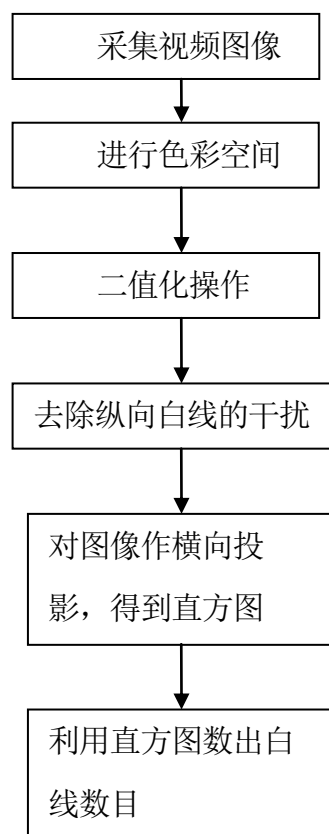 采集视频图像
进行色彩空间
二值化操作
去除纵向白线的干扰
对图像作横向投
影，得到直方图
利用直方图数出白
线数目